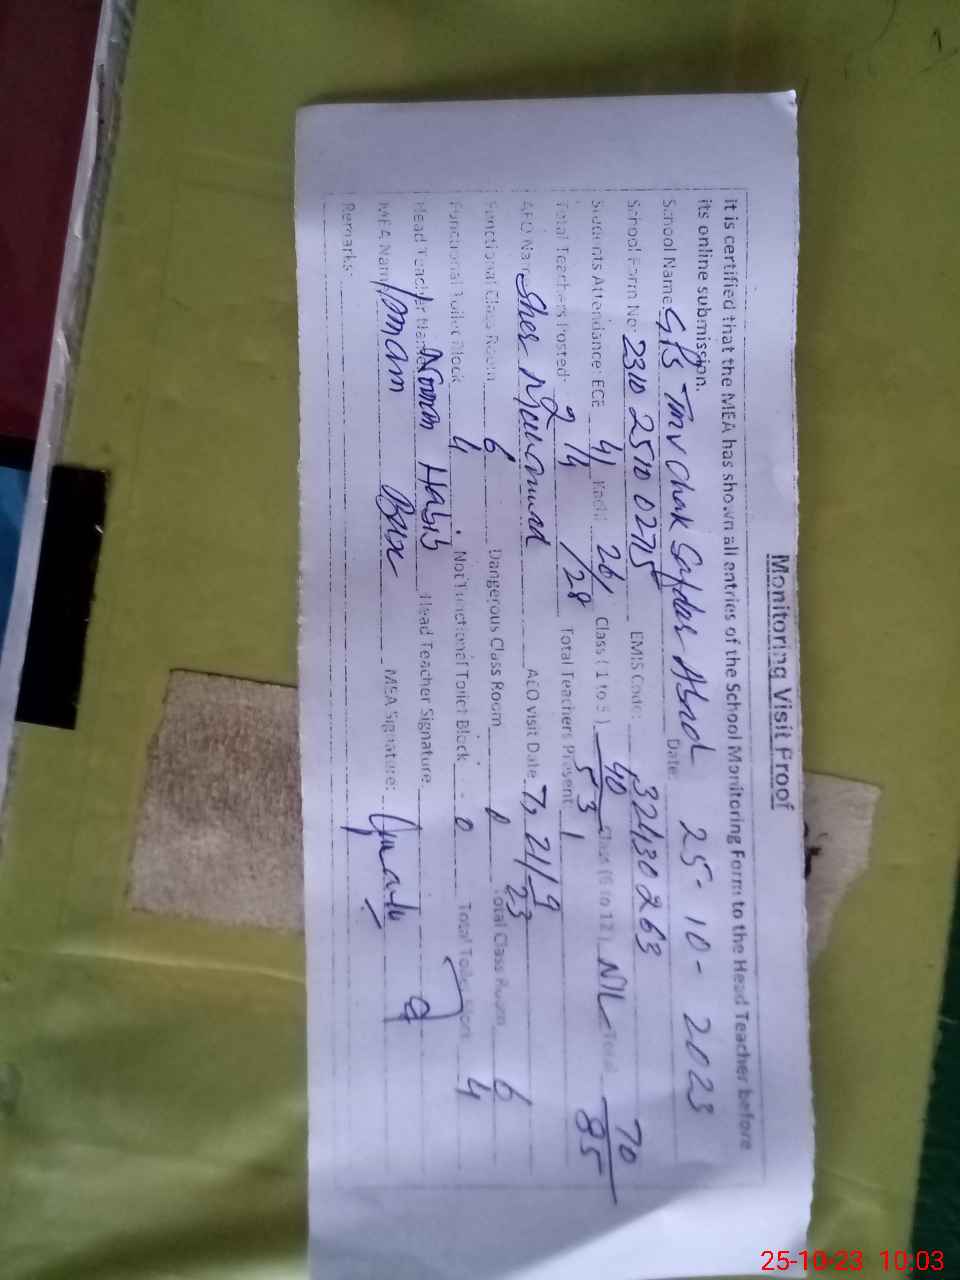 Monitoring Visit Proof
it is certified that the MEA has shown all entries of the School Monitoring Form to the Head Teacher before
its online submission.
School Name: GPS Chak Safdar Abad Date: 25-10-2023
School Form No: 2310 2510 02715 EMIS Code: 32130263
Students Attendance: ECE 4/4 Kachi: 26/28 Class (1 to 5) 40/53 Class (6 to 12) NIL Total 70/85
Total Teachers Posted: 2 Total Teachers Present: 1
AEO Name Sher Muhammad AEO visit Date 7, 21/9/23
Functional Class Room 6 Dangerous Class Room 0 Total Class Room 6
Functional Toilet Block 4 Not Functional Toilet Block 0 Total Toilet 4
Head Teacher Name Habib Head Teacher Signature
MEA Name Imam Bux MEA Signature:
Remarks:
25-10-23 10:03